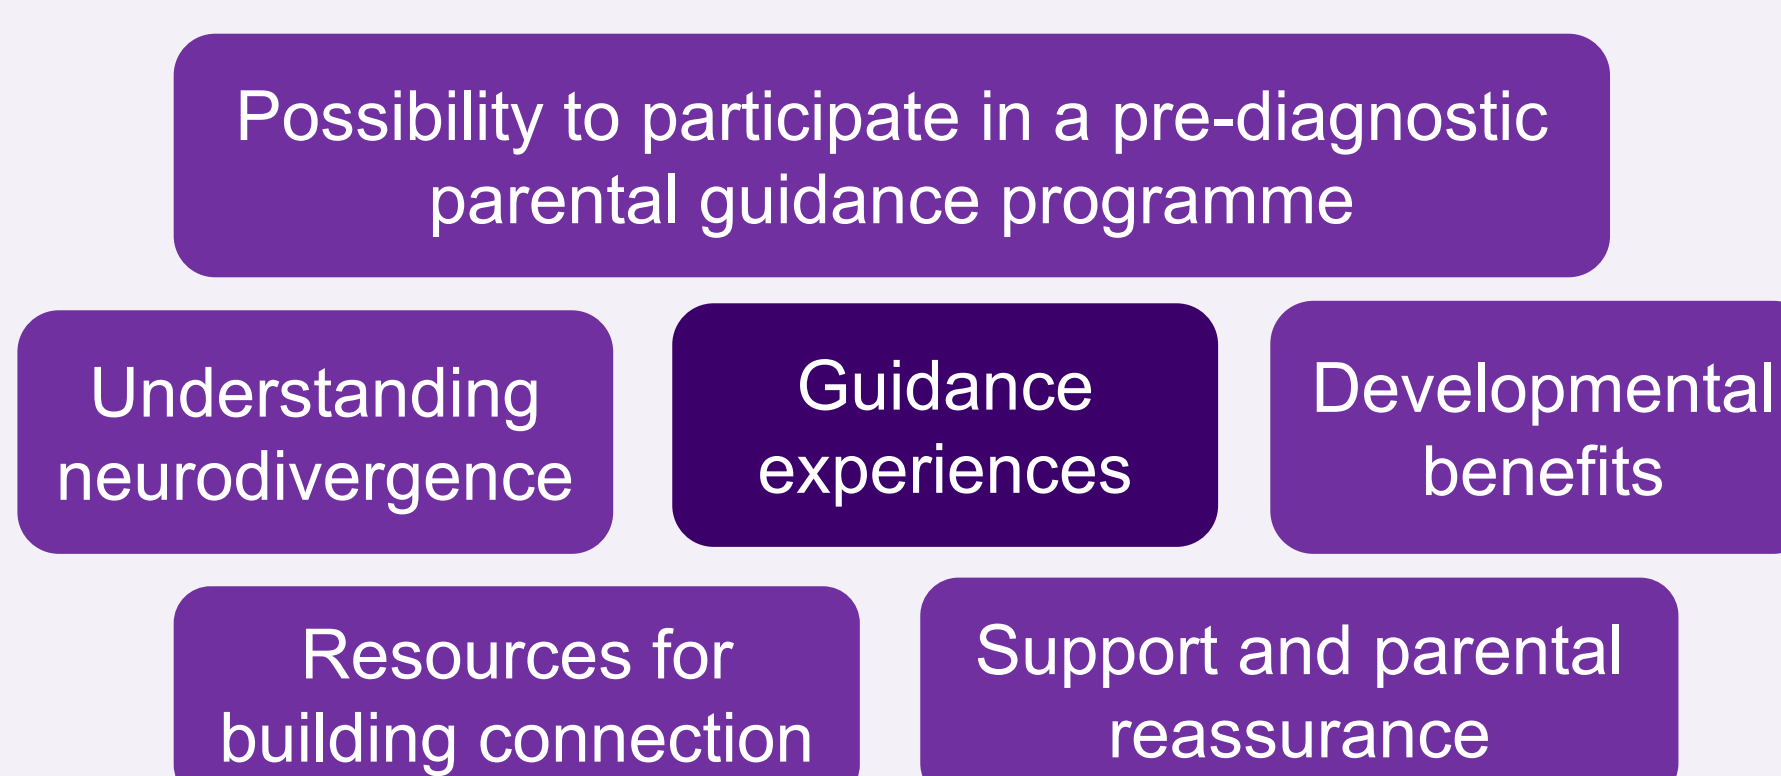 Possibility to participate in a pre-diagnostic
parental guidance programme
Understanding
neurodivergence
Guidance
experiences
Developmental
benefits
Resources for
building connection
Support and parental
reassurance